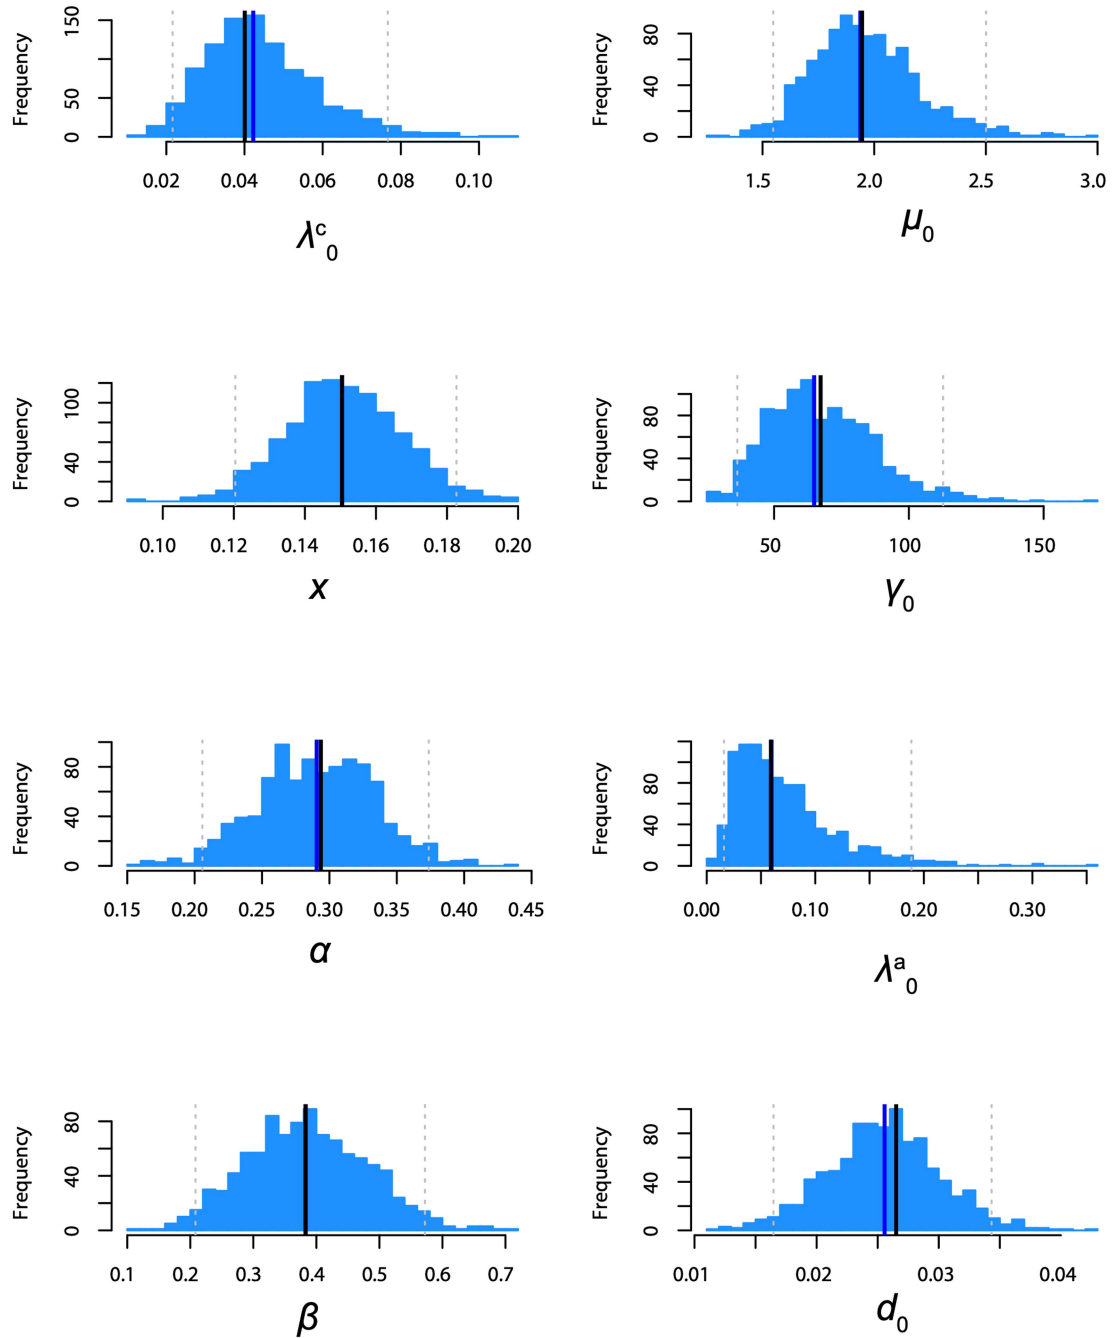 Frequency
150
50
0
0.02 0.04 0.06 0.08 0.10
λᶜ₀
Frequency
80
40
0
1.5 2.0 2.5 3.0
μ₀
Frequency
100
40
0
0.10 0.12 0.14 0.16 0.18 0.20
x
Frequency
80
40
0
50 100 150
γ₀
Frequency
80
40
0
0.15 0.20 0.25 0.30 0.35 0.40 0.45
α
Frequency
80
40
0
0.00 0.10 0.20 0.30
λᵃ₀
Frequency
80
40
0
0.1 0.2 0.3 0.4 0.5 0.6 0.7
β
Frequency
80
40
0
0.01 0.02 0.03 0.04
d₀